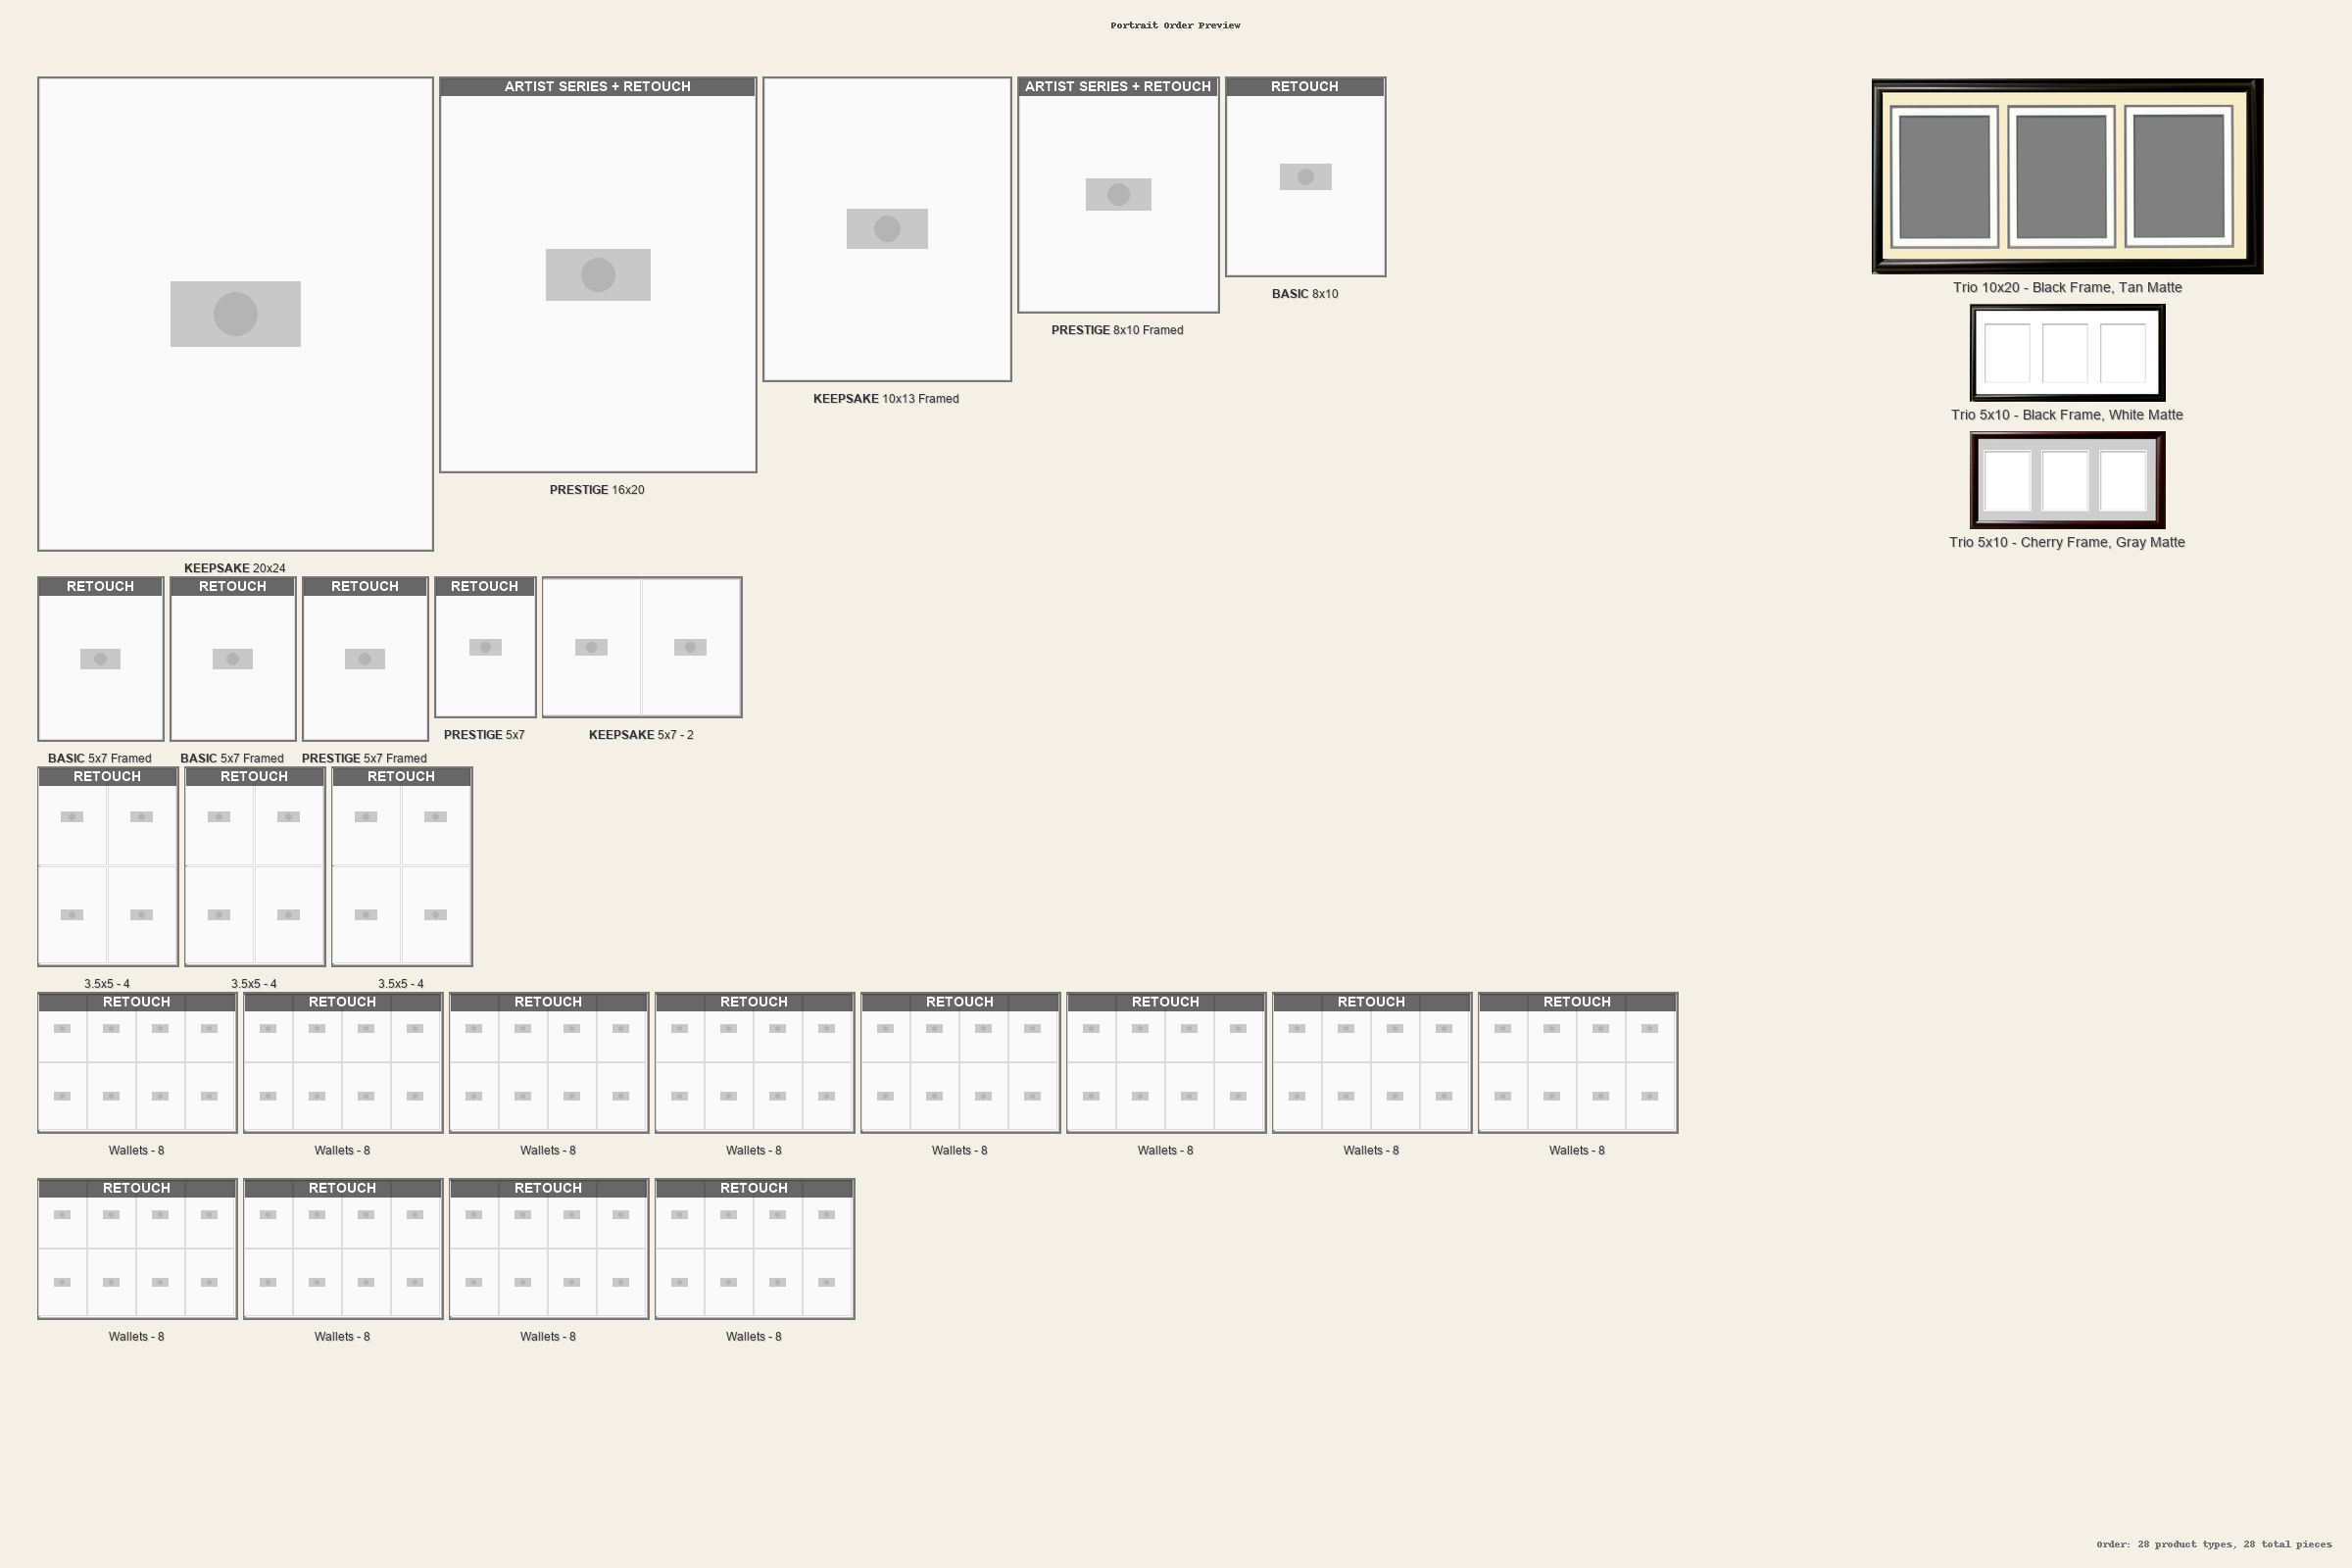 Portrait Order Preview
ARTIST SERIES + RETOUCH
ARTIST SERIES + RETOUCH
RETOUCH
KEEPSAKE 20x24
PRESTIGE 16x20
KEEPSAKE 10x13 Framed
PRESTIGE 8x10 Framed
BASIC 8x10
Trio 10x20 - Black Frame, Tan Matte
Trio 5x10 - Black Frame, White Matte
Trio 5x10 - Cherry Frame, Gray Matte
RETOUCH
RETOUCH
RETOUCH
RETOUCH
BASIC 5x7 Framed
BASIC 5x7 Framed
PRESTIGE 5x7 Framed
PRESTIGE 5x7
KEEPSAKE 5x7 - 2
RETOUCH
RETOUCH
RETOUCH
3.5x5 - 4
3.5x5 - 4
3.5x5 - 4
RETOUCH
RETOUCH
RETOUCH
RETOUCH
RETOUCH
RETOUCH
RETOUCH
RETOUCH
Wallets - 8
Wallets - 8
Wallets - 8
Wallets - 8
Wallets - 8
Wallets - 8
Wallets - 8
Wallets - 8
RETOUCH
RETOUCH
RETOUCH
RETOUCH
Wallets - 8
Wallets - 8
Wallets - 8
Wallets - 8
Order: 28 product types, 28 total pieces